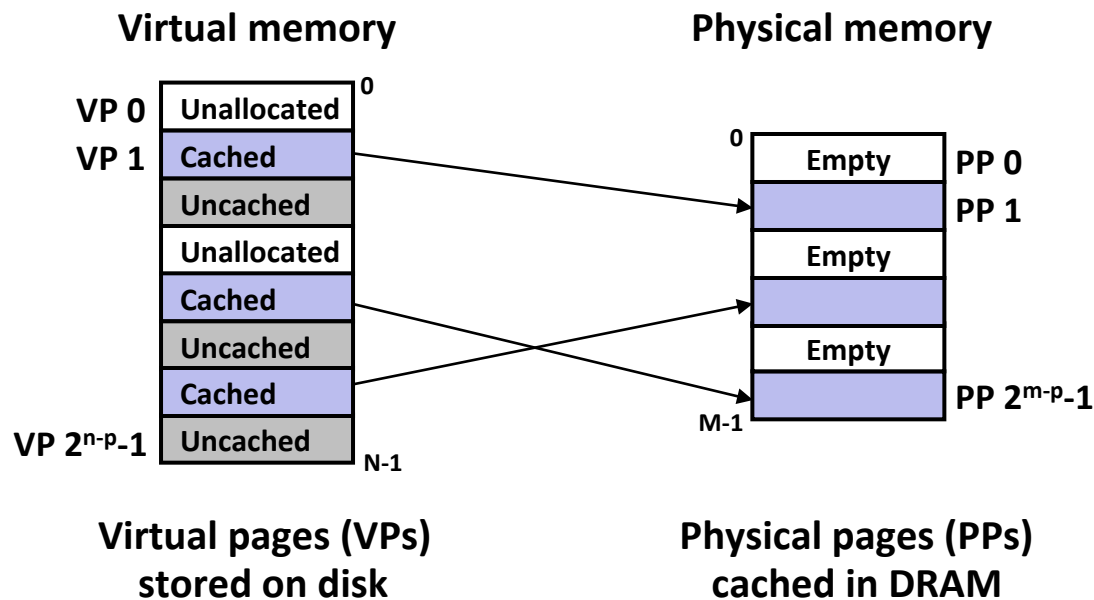 Virtual memory
Physical memory
0
VP 0
Unallocated
VP 1
Cached
Uncached
Unallocated
Cached
Uncached
Cached
VP 2ⁿ⁻ᵖ-1
Uncached
N-1
0
Empty
PP 0
PP 1
Empty
Empty
PP 2ᵐ⁻ᵖ-1
M-1
Virtual pages (VPs)
stored on disk
Physical pages (PPs)
cached in DRAM